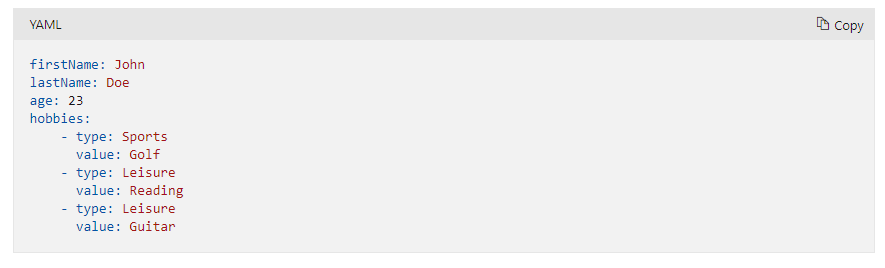 YAML Copy
firstName: John
lastName: Doe
age: 23
hobbies:
    - type: Sports
      value: Golf
    - type: Leisure
      value: Reading
    - type: Leisure
      value: Guitar